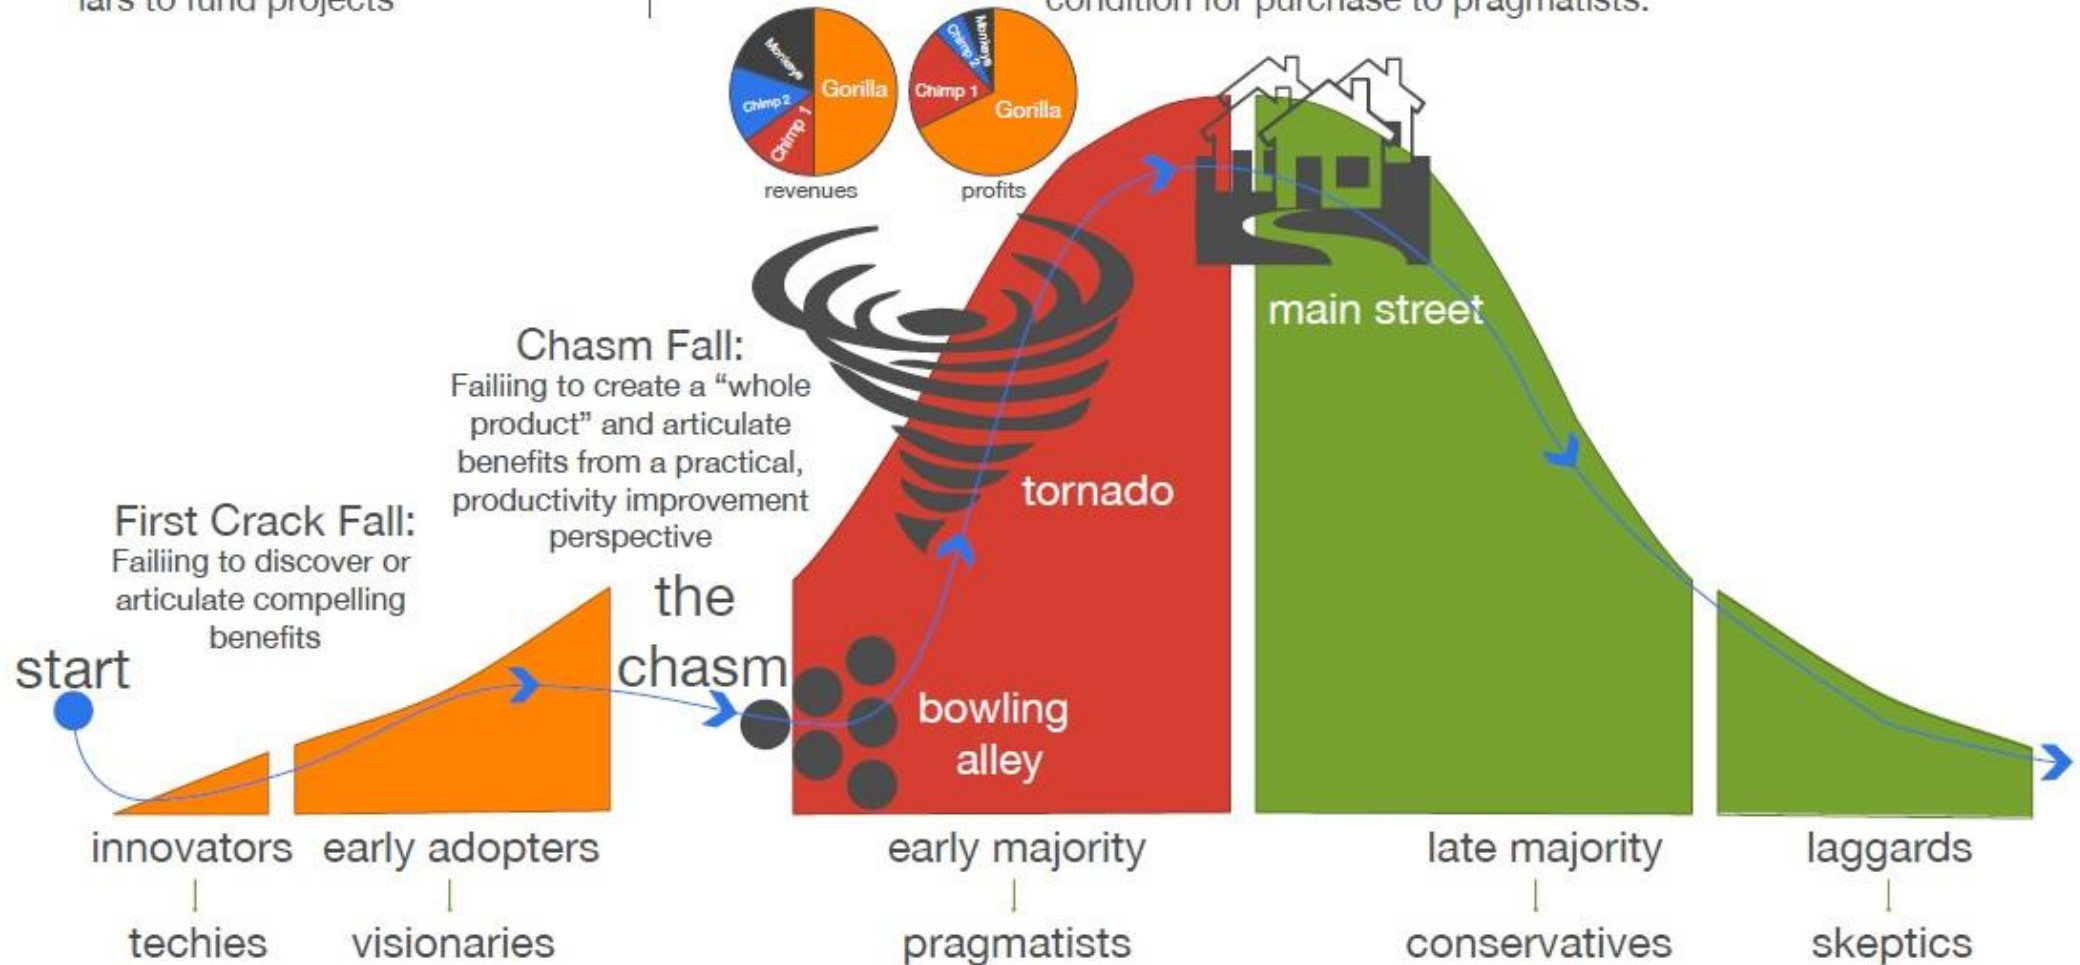 lars to fund projects
condition for purchase to pragmatists.
Monkeys
Gorilla
Chimp 2
Chimp 1
revenues
Monkeys
Chimp 2
Chimp 1
Gorilla
profits
main street
Chasm Fall:
Failiing to create a “whole
product” and articulate
benefits from a practical,
productivity improvement
perspective
tornado
First Crack Fall:
Failiing to discover or
articulate compelling
benefits
start
the
chasm
bowling
alley
innovators
early adopters
early majority
late majority
laggards
techies
visionaries
pragmatists
conservatives
skeptics